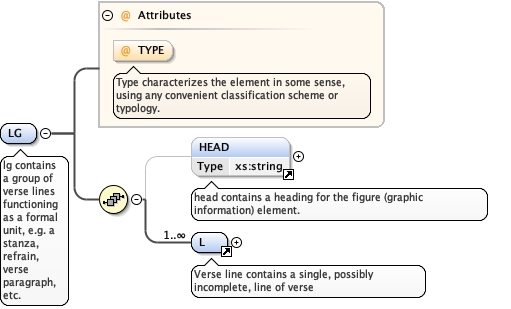 @ Attributes
@ TYPE
Type characterizes the element in some sense,
using any convenient classification scheme or
typology.
LG
lg contains
a group of
verse lines
functioning
as a formal
unit, e.g. a
stanza,
refrain,
verse
paragraph,
etc.
HEAD
Type xs:string
head contains a heading for the figure (graphic
information) element.
1..∞
L
Verse line contains a single, possibly
incomplete, line of verse